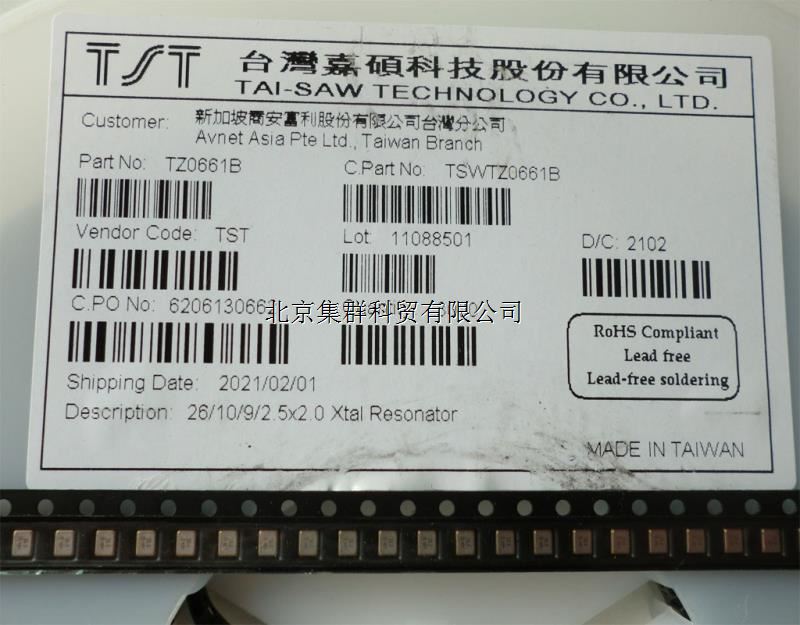 TST 台灣嘉碩科技股份有限公司
TAI-SAW TECHNOLOGY CO., LTD.
Customer: 新加坡商安富利股份有限公司台灣分公司
Avnet Asia Pte Ltd., Taiwan Branch
Part No: TZ0661B C.Part No: TSWTZ0661B
Vendor Code: TST Lot: 11088501 D/C: 2102
C.PO No: 620613066
北京集群科贸有限公司
RoHS Compliant
Lead free
Lead-free soldering
Shipping Date: 2021/02/01
Description: 26/10/9/2.5x2.0 Xtal Resonator
MADE IN TAIWAN